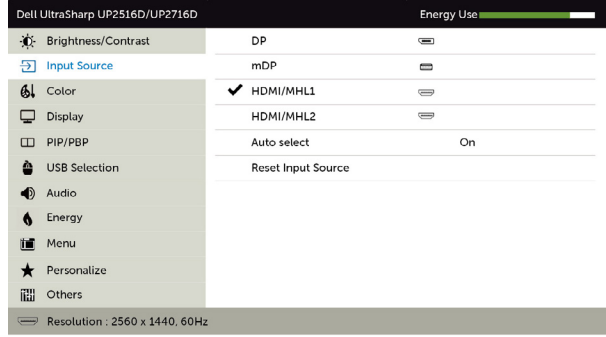 Dell UltraSharp UP2516D/UP2716D Energy Use
Brightness/Contrast DP
Input Source mDP
Color HDMI/MHL1
Display HDMI/MHL2
PIP/PBP Auto select On
USB Selection Reset Input Source
Audio
Energy
Menu
Personalize
Others
Resolution : 2560 x 1440, 60Hz